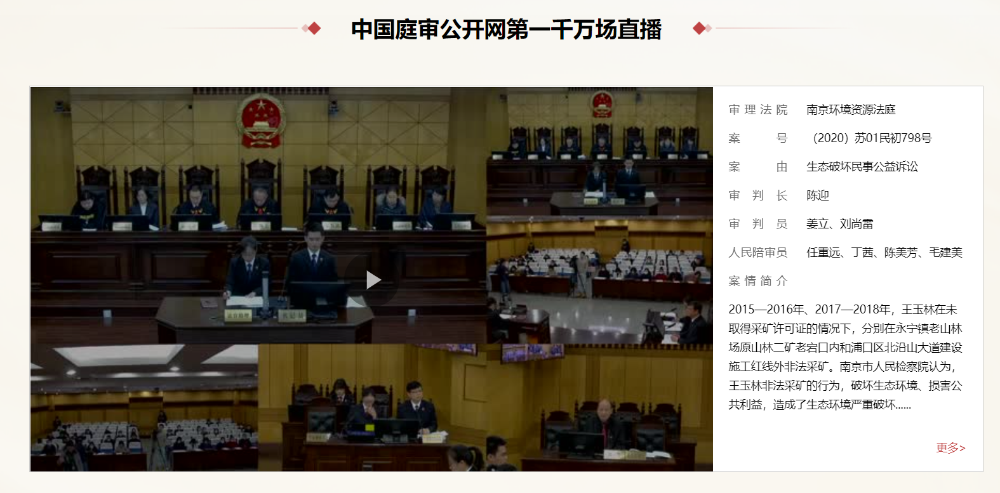 中国庭审公开网第一千万场直播
审理法院 南京环境资源法庭
案号 （2020）苏01民初798号
案由 生态破坏民事公益诉讼
审判长 陈迎
审判员 姜立、刘尚雷
人民陪审员 任重远、丁茜、陈美芳、毛建美
案情简介
2015—2016年、2017—2018年，王玉林在未
取得采矿许可证的情况下，分别在永宁镇老山林
场原山林二矿老宕口内和浦口区北沿山大道建设
施工红线外非法采矿。南京市人民检察院认为，
王玉林非法采矿的行为，破坏生态环境、损害公
共利益，造成了生态环境严重破坏......
更多>
法官助理